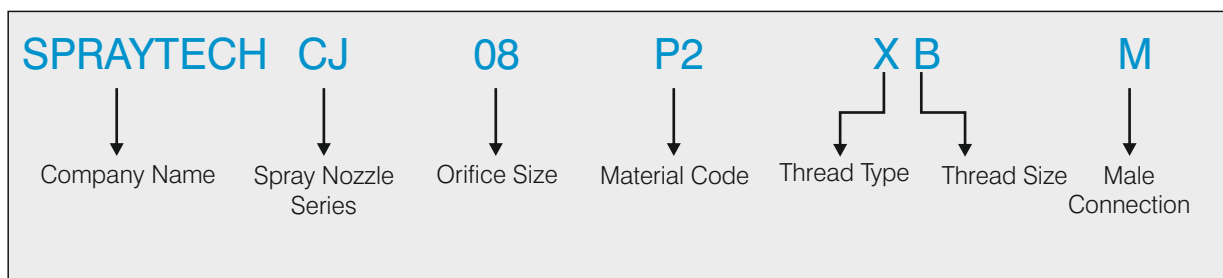 SPRAYTECH CJ 08 P2 X B M
Company Name Spray Nozzle Orifice Size Material Code Thread Type Thread Size Male
Series Connection